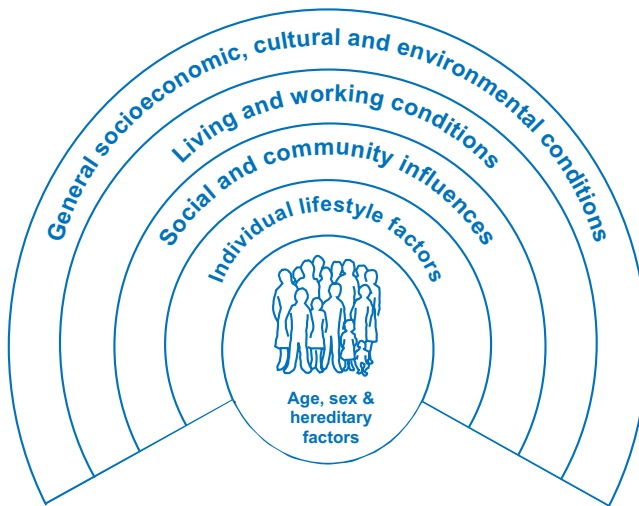 General socioeconomic, cultural and environmental conditions
Living and working conditions
Social and community influences
Individual lifestyle factors
Age, sex &
hereditary
factors